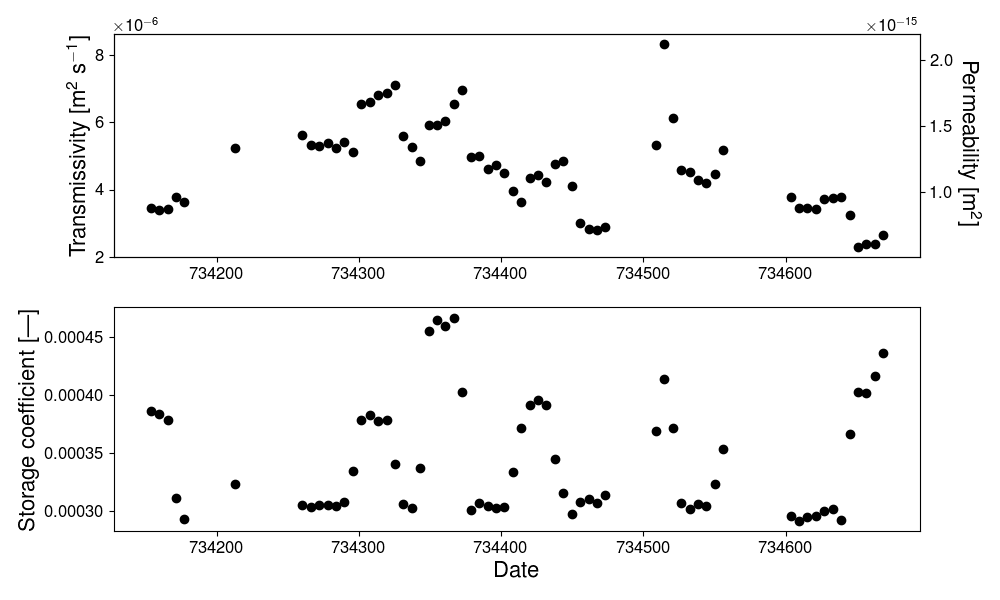 ×10⁻⁶
×10⁻¹⁵
Transmissivity [m² s⁻¹]
8
6
4
2
2.0
1.5
1.0
Permeability [m²]
734200 734300 734400 734500 734600
Storage coefficient [—]
0.00045
0.00040
0.00035
0.00030
734200 734300 734400 734500 734600
Date